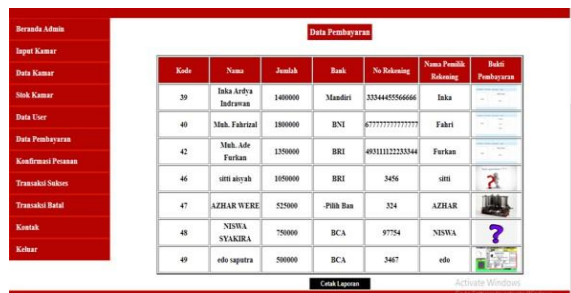 Beranda Admin
Input Kamar
Data Kamar
Stok Kamar
Data User
Data Pembayaran
Konfirmasi Pesanan
Transaksi Sukses
Transaksi Batal
Kontak
Keluar
Data Pembayaran
Kode Nama Jumlah Bank No Rekening Nama Pemilik Rekening Bukti Pembayaran
39 Inka Ardya Indrawan 1400000 Mandiri 33344455566666 Inka
40 Muh. Fahrizal 1800000 BNI 67777777777777 Fahri
42 Muh. Ade Furkan 1350000 BRI 493111122233344 Furkan
46 sitti aisyah 1050000 BRI 3456 sitti
47 AZHAR WERE 525000 -Pilih Ban 324 AZHAR
48 NISWA SYAKIRA 750000 BCA 97754 NISWA
?
49 edo saputra 500000 BCA 3467 edo
Cetak Laporan
Activate Windows